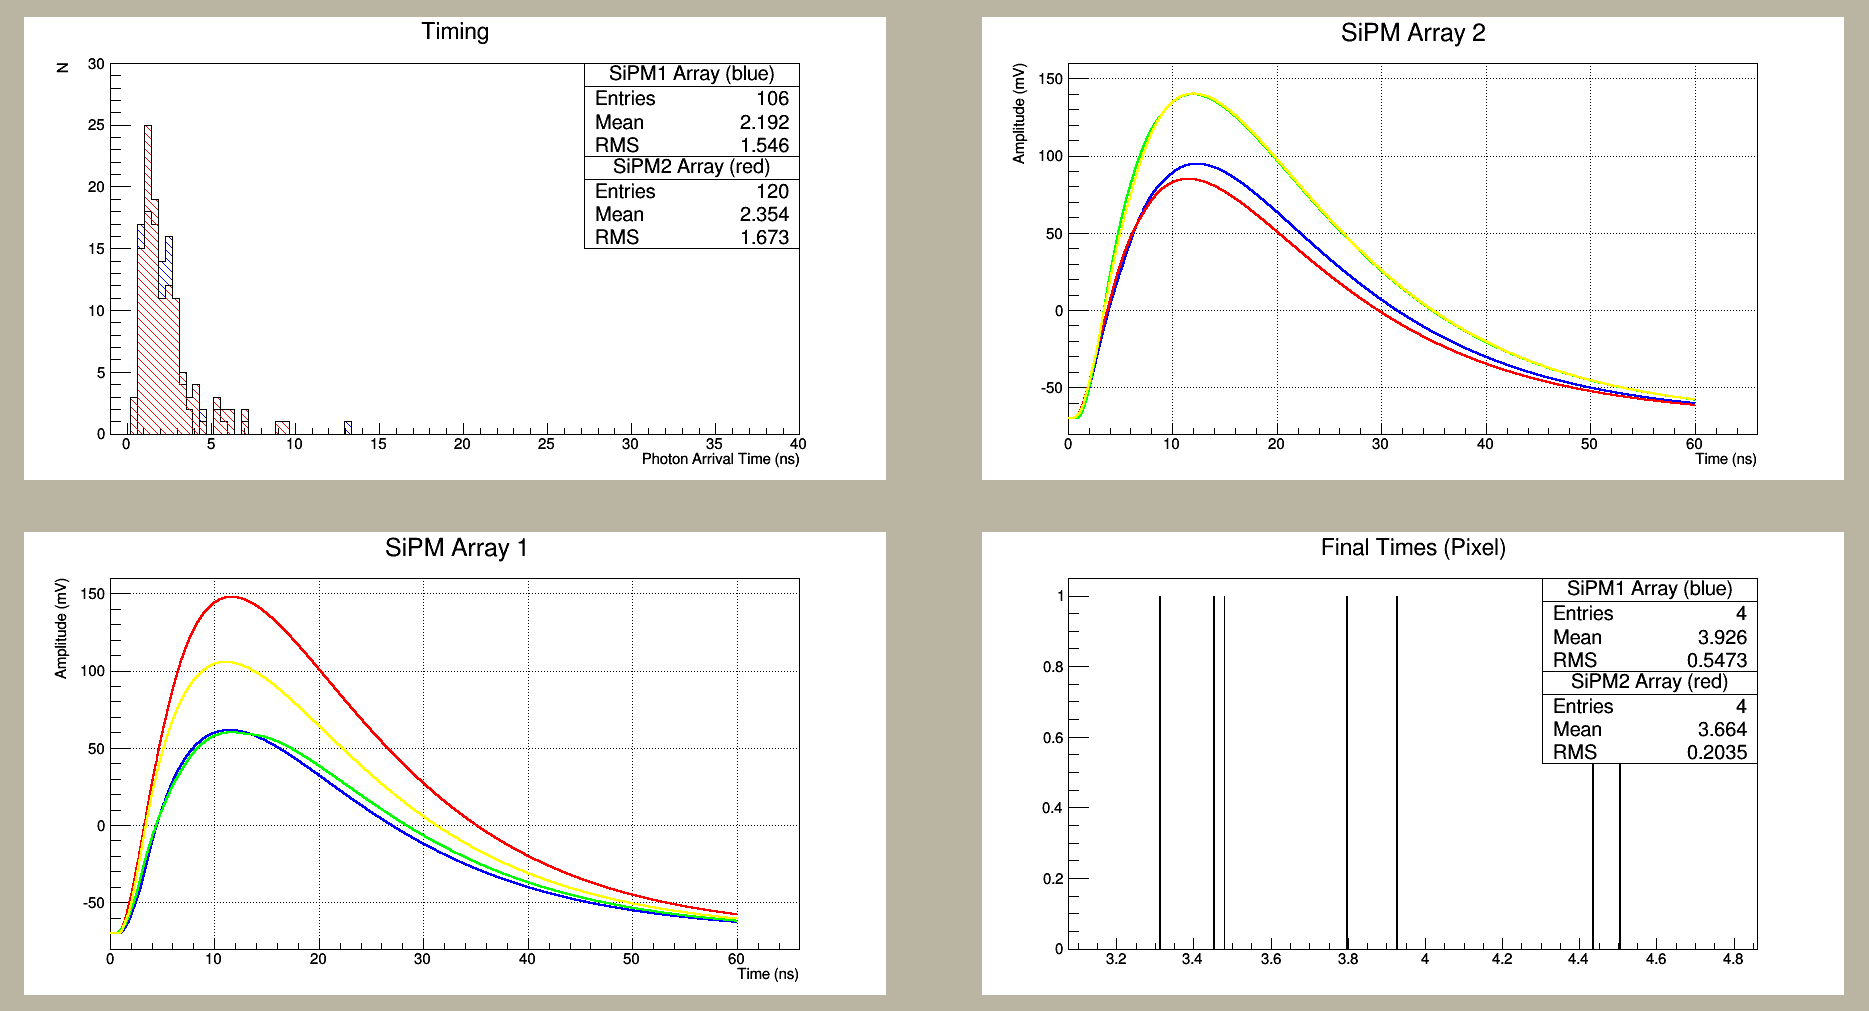 Timing
N
30
25
20
15
10
5
0
SiPM1 Array (blue)
Entries 106
Mean 2.192
RMS 1.546
SiPM2 Array (red)
Entries 120
Mean 2.354
RMS 1.673
0 5 10 15 20 25 30 35 40
Photon Arrival Time (ns)
SiPM Array 2
Amplitude (mV)
150
100
50
0
-50
0 10 20 30 40 50 60
Time (ns)
SiPM Array 1
Amplitude (mV)
150
100
50
0
-50
0 10 20 30 40 50 60
Time (ns)
Final Times (Pixel)
1
0.8
0.6
0.4
0.2
0
SiPM1 Array (blue)
Entries 4
Mean 3.926
RMS 0.5473
SiPM2 Array (red)
Entries 4
Mean 3.664
RMS 0.2035
3.2 3.4 3.6 3.8 4 4.2 4.4 4.6 4.8